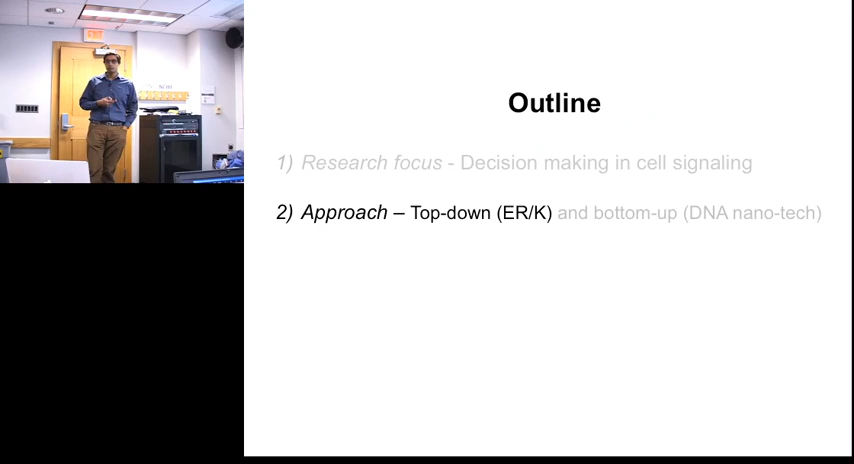 Outline
1) Research focus - Decision making in cell signaling
2) Approach – Top-down (ER/K) and bottom-up (DNA nano-tech)